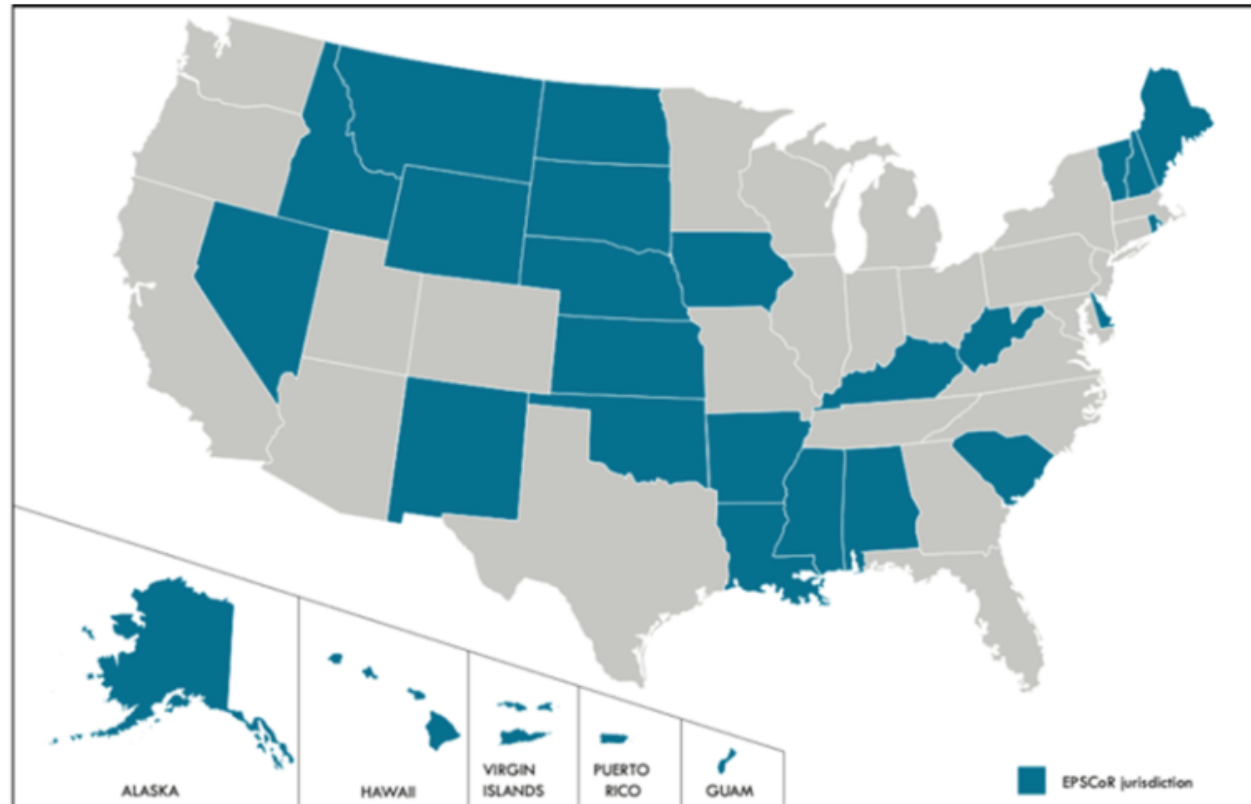 ALASKA
HAWAII
VIRGIN
ISLANDS
PUERTO
RICO
GUAM
EPSCoR jurisdiction